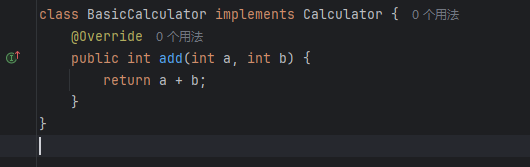 class BasicCalculator implements Calculator {  0 个用法
    @Override  0 个用法
    public int add(int a, int b) {
        return a + b;
    }
}